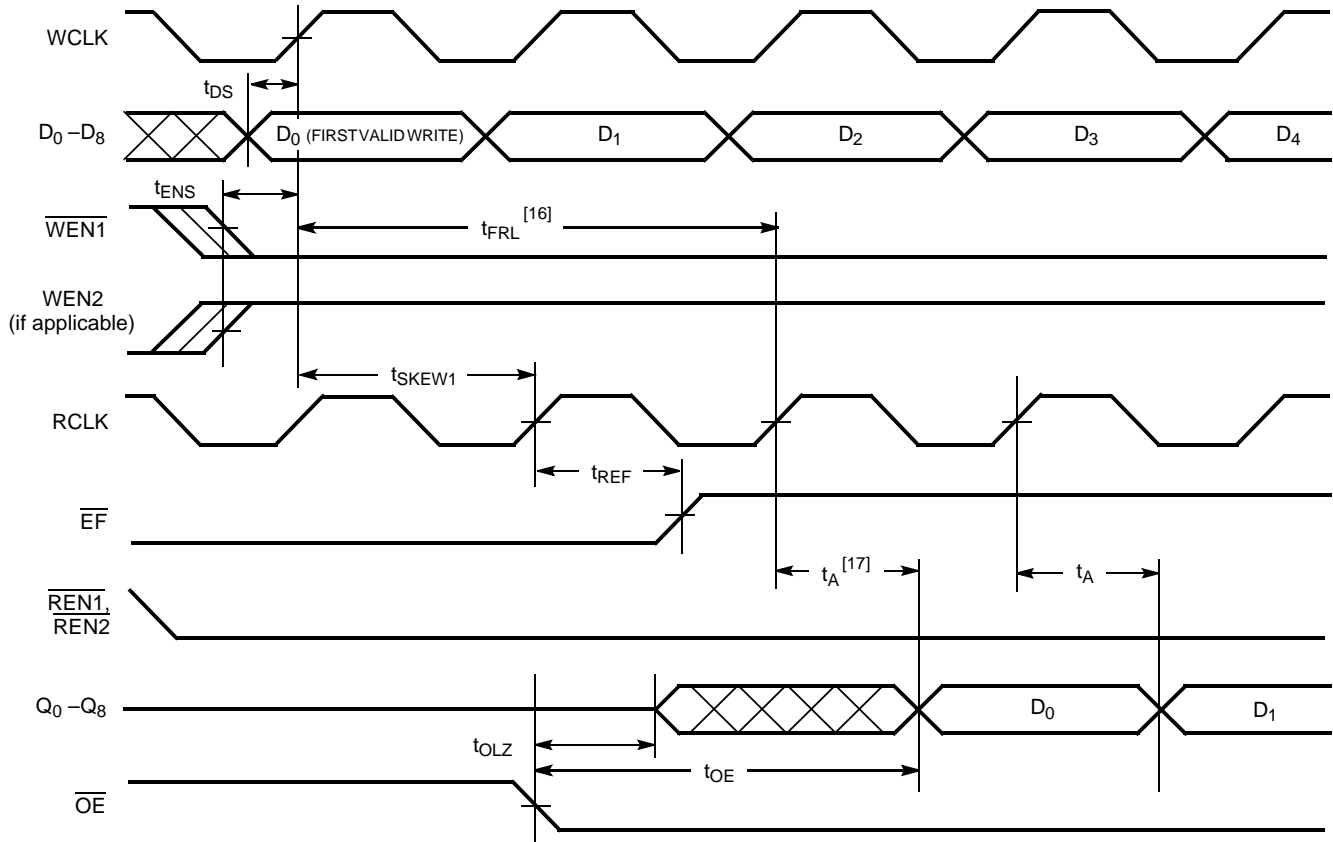 WCLK
tDS
D0 –D8
D0 (FIRST VALID WRITE)
D1
D2
D3
D4
tENS
WEN1
tFRL [16]
WEN2
(if applicable)
tSKEW1
RCLK
tREF
EF
tA [17]
tA
REN1,
REN2
Q0 –Q8
D0
D1
tOLZ
tOE
OE